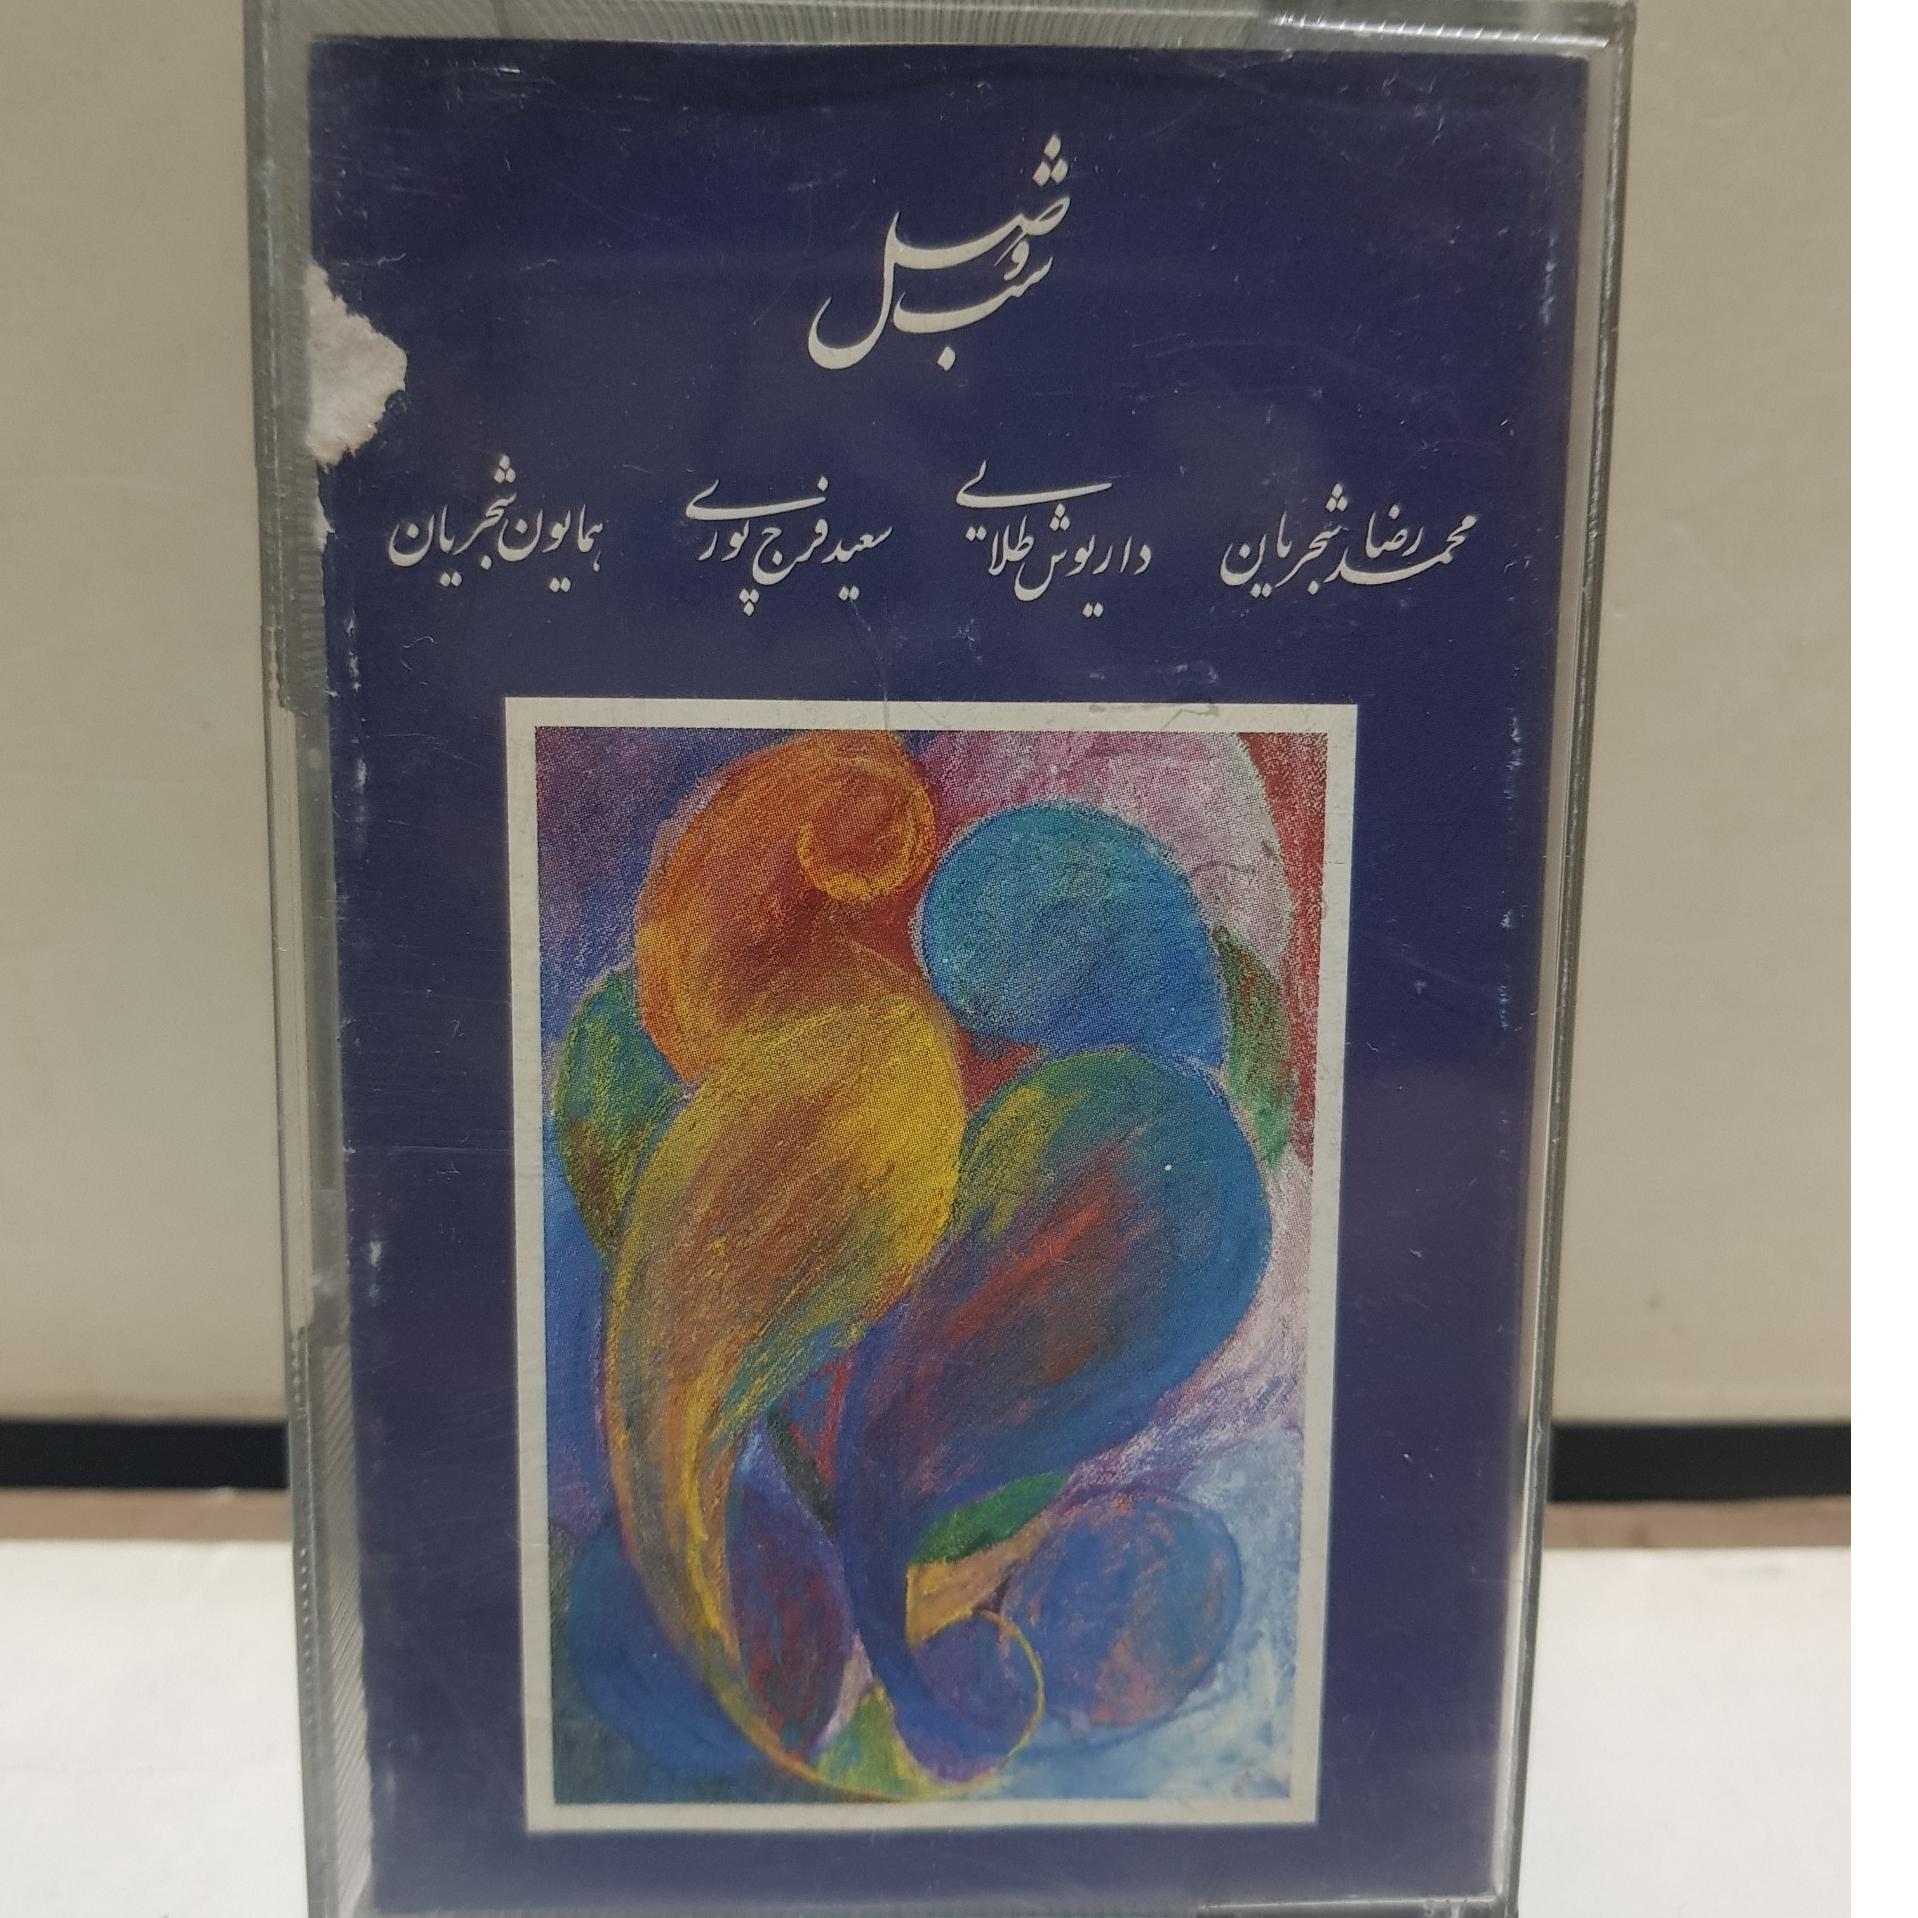 شب وصل
محمدرضا شجریان داریوش طلایی سعید فرج پوری همایون شجریان